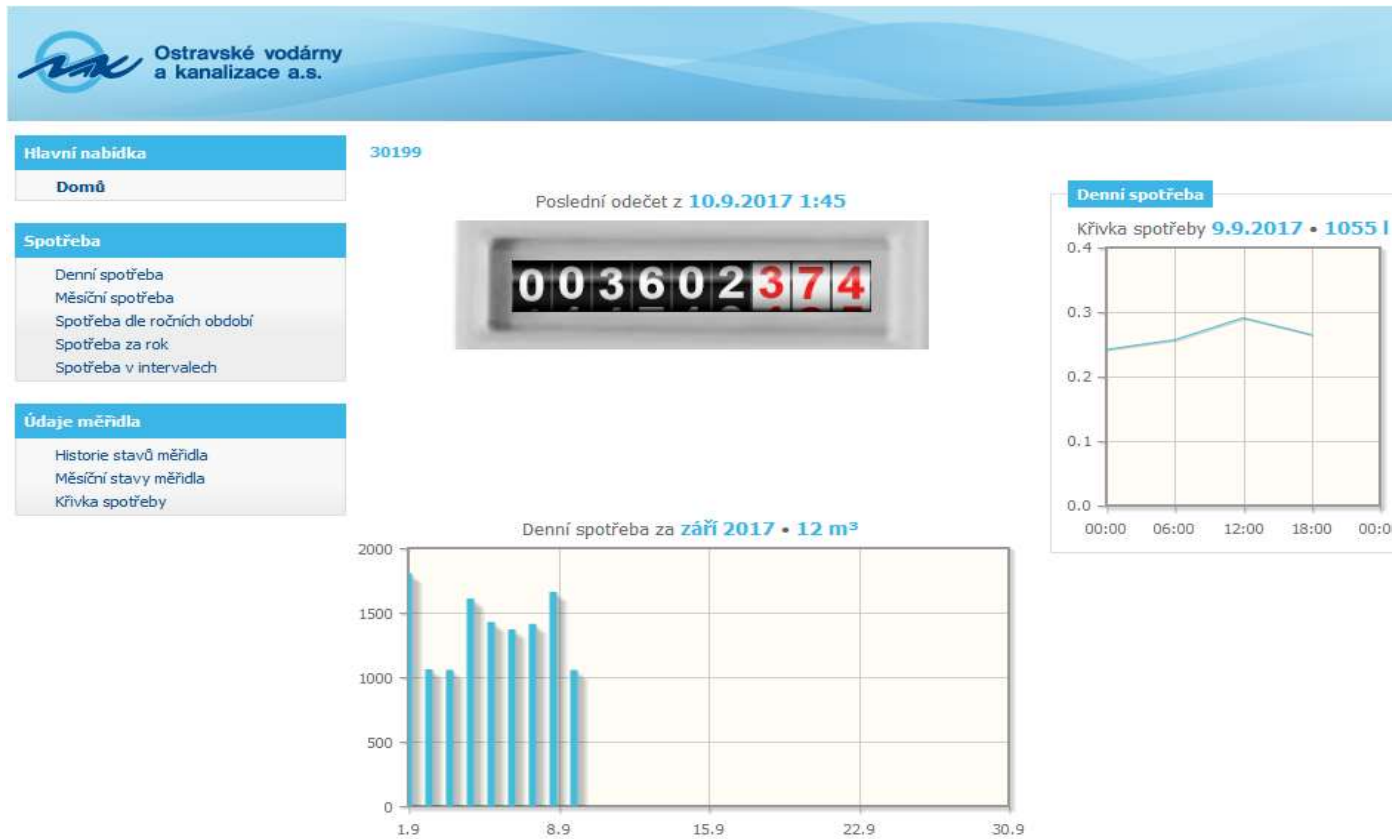 Ostravské vodárny
a kanalizace a.s.
Hlavní nabídka
Domů
Spotřeba
Denní spotřeba
Měsíční spotřeba
Spotřeba dle ročních období
Spotřeba za rok
Spotřeba v intervalech
Údaje měřidla
Historie stavů měřidla
Měsíční stavy měřidla
Křivka spotřeby
30199
Poslední odečet z 10.9.2017 1:45
003602374
Denní spotřeba za září 2017 • 12 m³
2000
1500
1000
500
0
1.9 8.9 15.9 22.9 30.9
Denní spotřeba
Křivka spotřeby 9.9.2017 • 1055 l
0.4
0.3
0.2
0.1
0.0
00:00 06:00 12:00 18:00